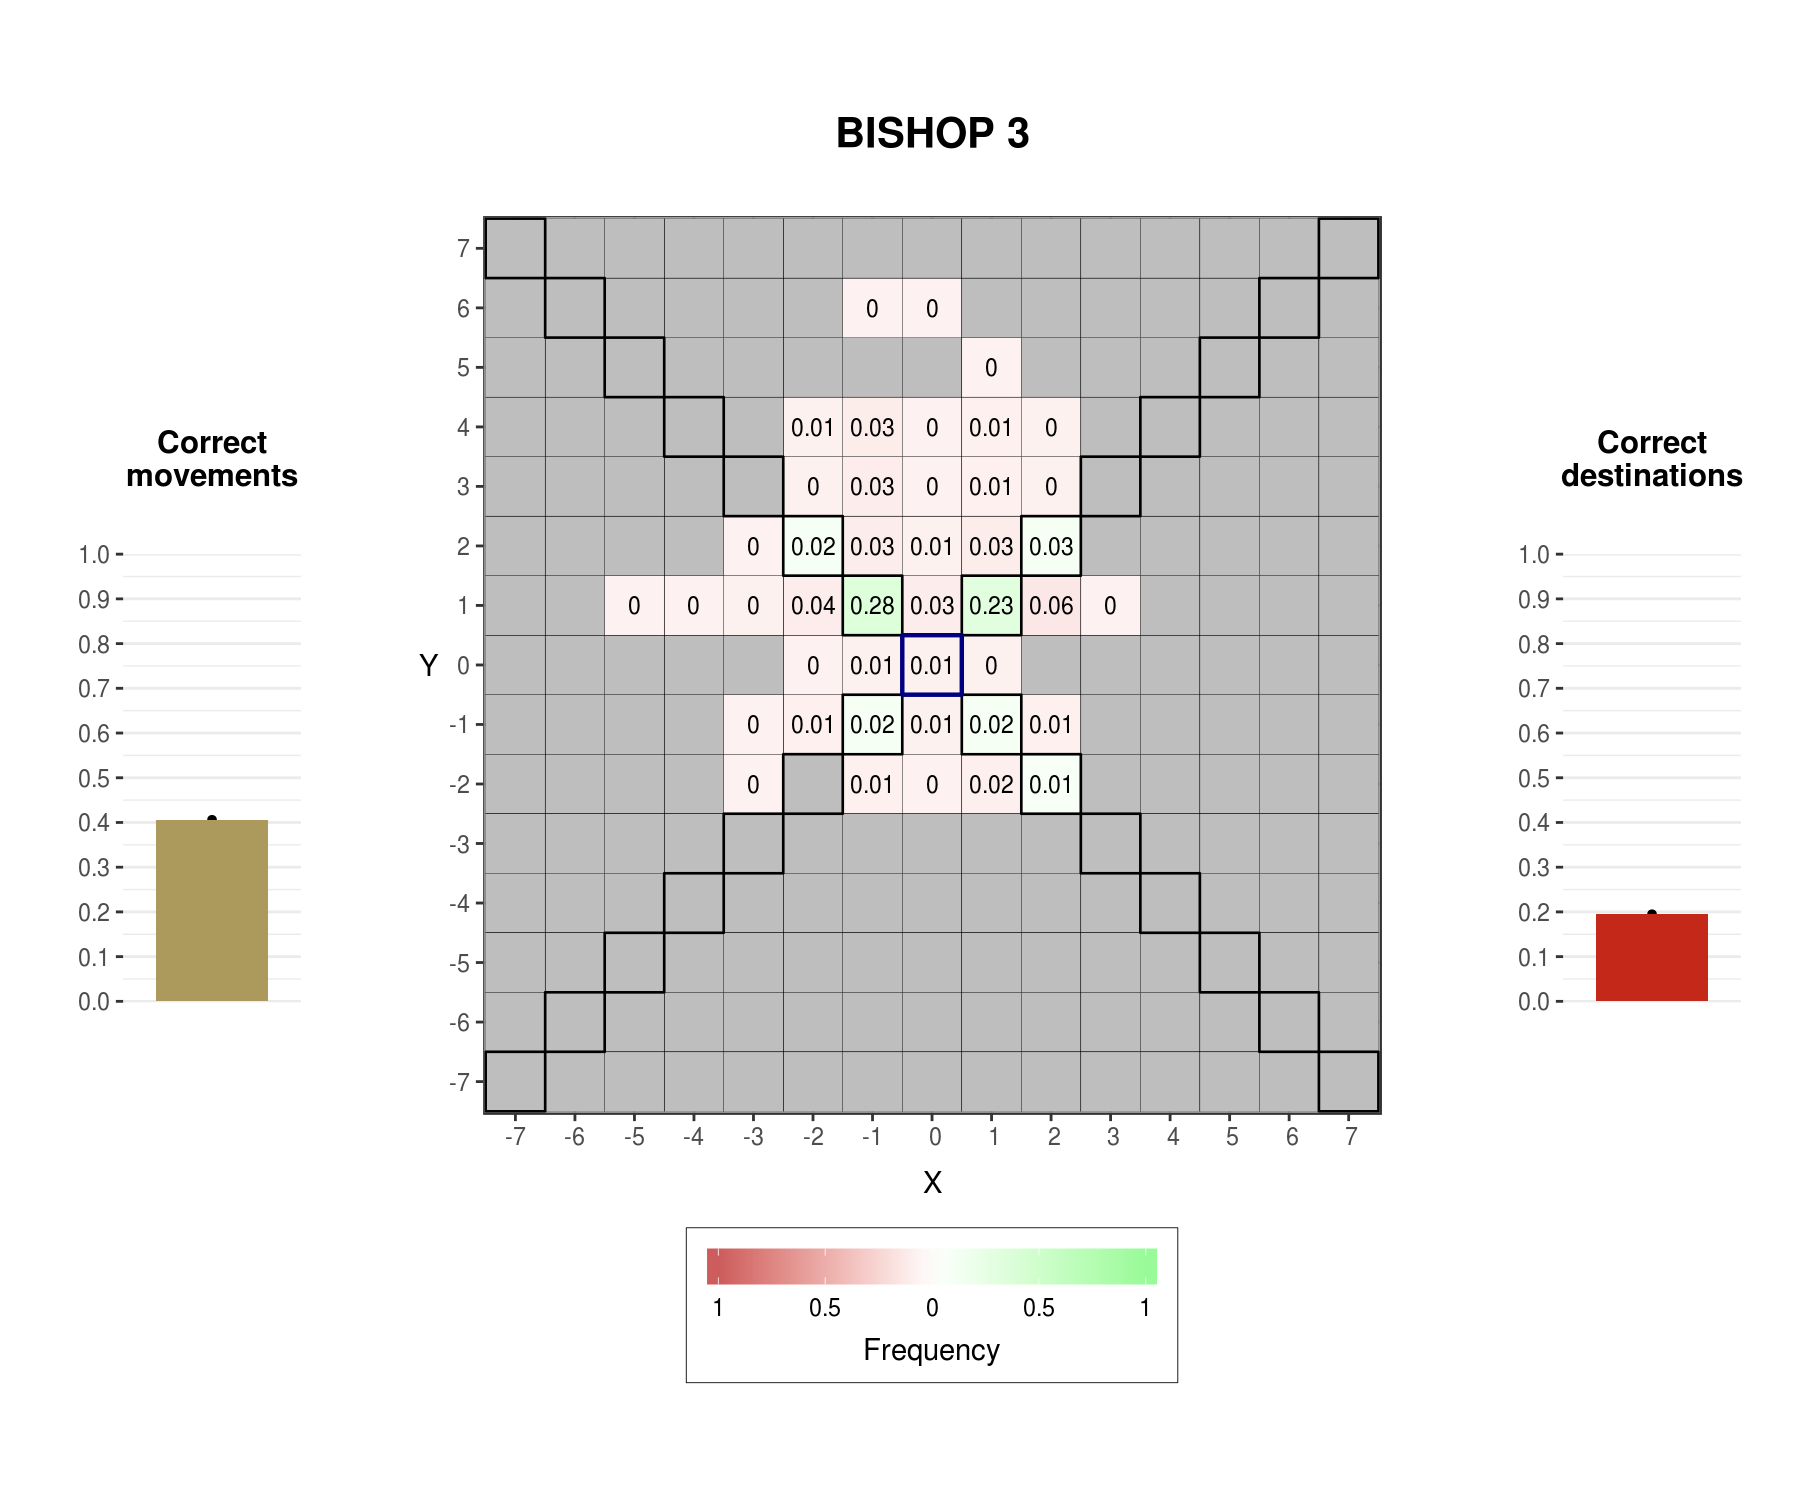 BISHOP 3
Correct
movements
1.0
0.9
0.8
0.7
0.6
0.5
0.4
0.3
0.2
0.1
0.0
Y
7
6 0 0
5 0
4 0.01 0.03 0 0.01 0
3 0 0.03 0 0.01 0
2 0 0.02 0.03 0.01 0.03 0.03
1 0 0 0 0.04 0.28 0.03 0.23 0.06 0
0 0 0.01 0.01 0
-1 0 0.01 0.02 0.01 0.02 0.01
-2 0 0.01 0 0.02 0.01
-3
-4
-5
-6
-7
-7 -6 -5 -4 -3 -2 -1 0 1 2 3 4 5 6 7
X
1 0.5 0 0.5 1
Frequency
Correct
destinations
1.0
0.9
0.8
0.7
0.6
0.5
0.4
0.3
0.2
0.1
0.0